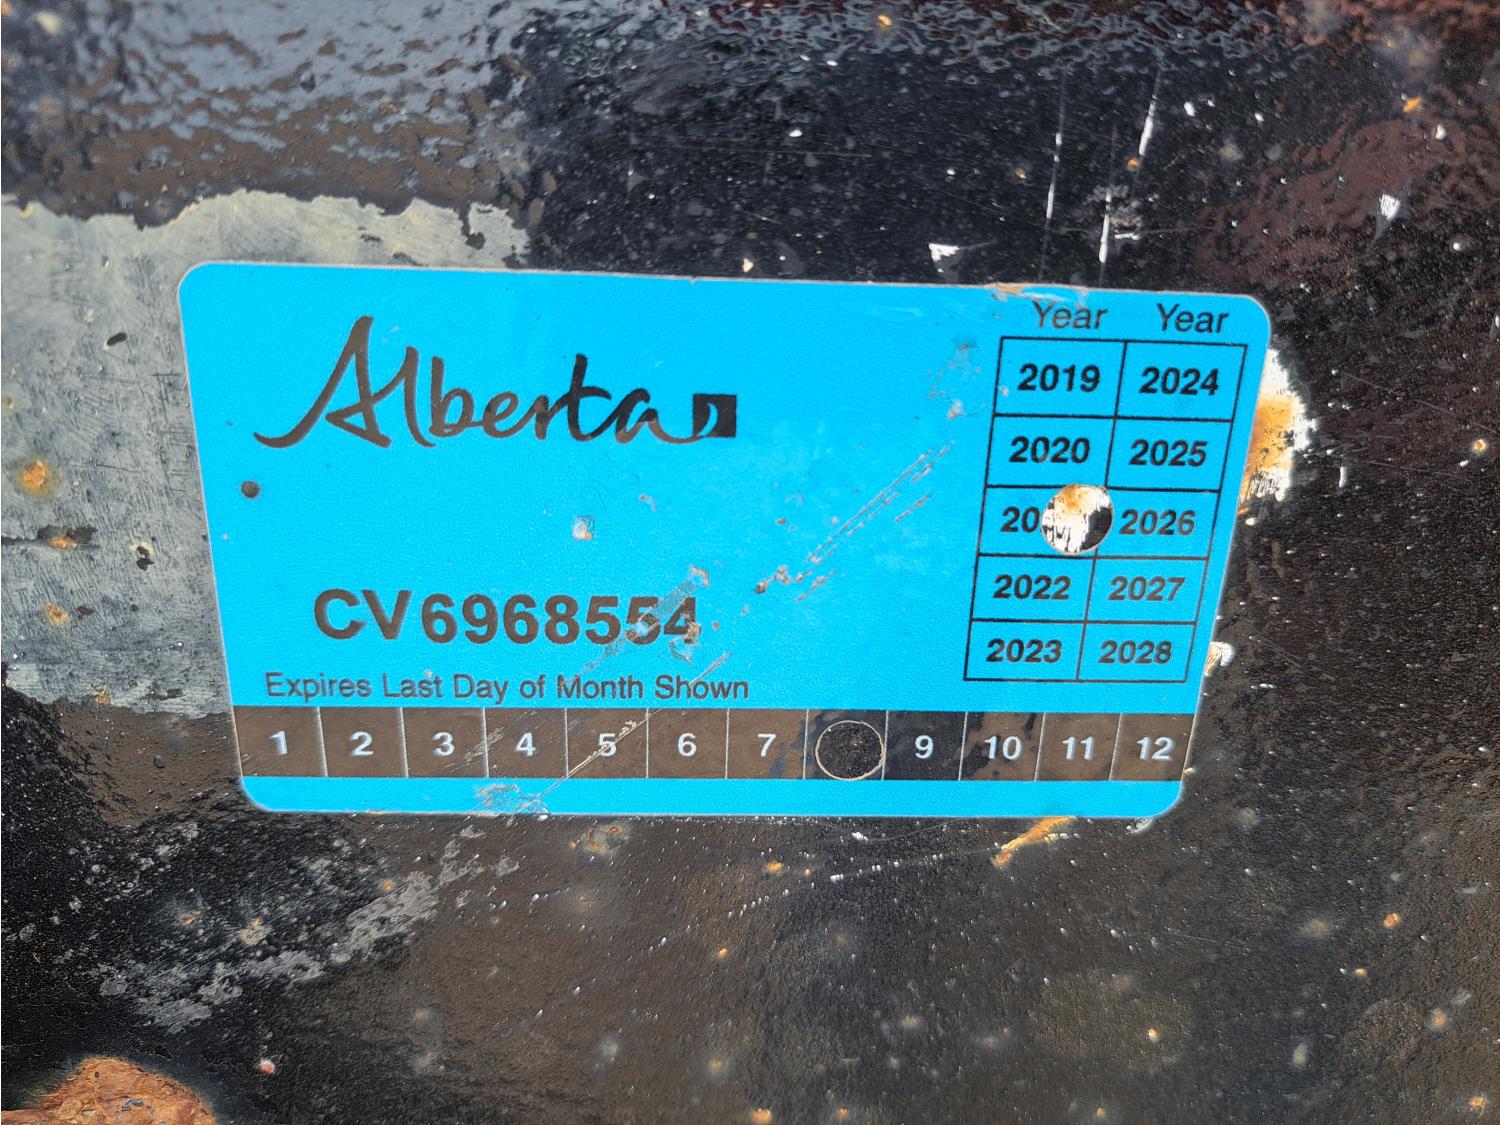 Alberta
Year Year
2019 2024
2020 2025
20 2026
2022 2027
2023 2028
CV6968554
Expires Last Day of Month Shown
1 2 3 4 5 6 7 9 10 11 12